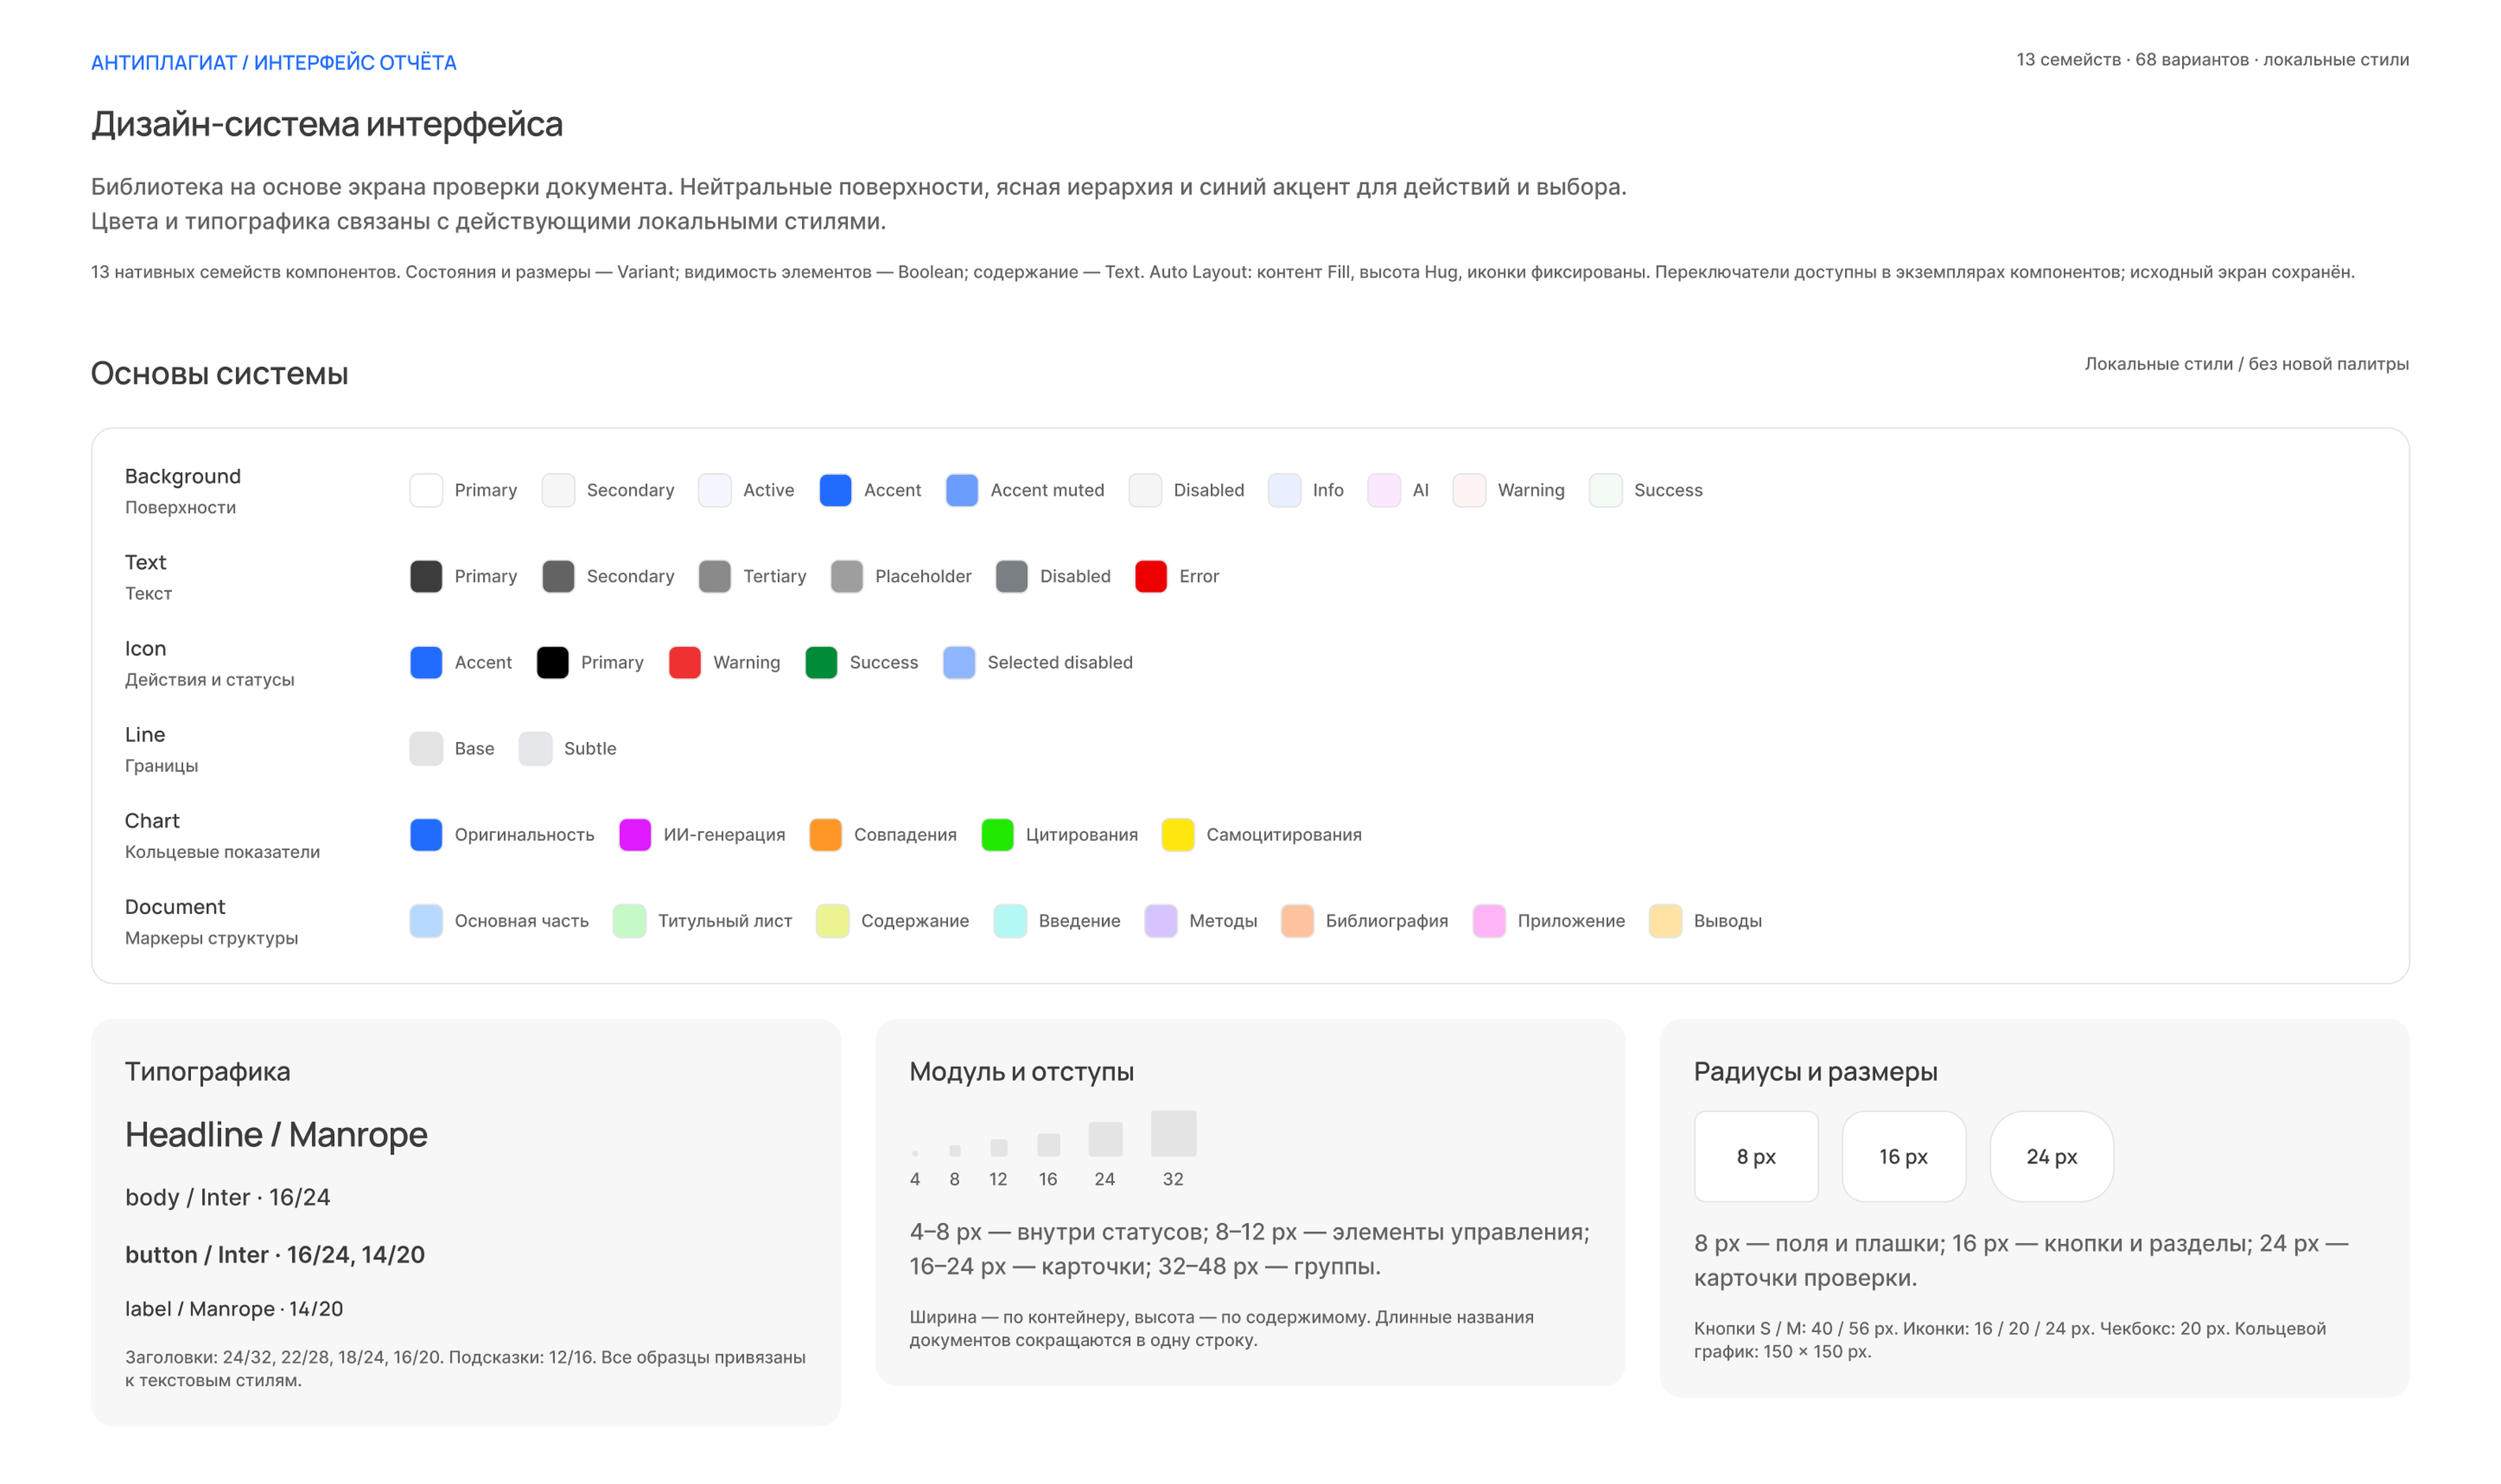 АНТИПЛАГИАТ / ИНТЕРФЕЙС ОТЧЁТА
13 семейств · 68 вариантов · локальные стили
Дизайн-система интерфейса
Библиотека на основе экрана проверки документа. Нейтральные поверхности, ясная иерархия и синий акцент для действий и выбора.
Цвета и типографика связаны с действующими локальными стилями.
13 нативных семейств компонентов. Состояния и размеры — Variant; видимость элементов — Boolean; содержание — Text. Auto Layout: контент Fill, высота Hug, иконки фиксированы. Переключатели доступны в экземплярах компонентов; исходный экран сохранён.
Основы системы
Локальные стили / без новой палитры
Background
Поверхности
Primary Secondary Active Accent Accent muted Disabled Info AI Warning Success
Text
Текст
Primary Secondary Tertiary Placeholder Disabled Error
Icon
Действия и статусы
Accent Primary Warning Success Selected disabled
Line
Границы
Base Subtle
Chart
Кольцевые показатели
Оригинальность ИИ-генерация Совпадения Цитирования Самоцитирования
Document
Маркеры структуры
Основная часть Титульный лист Содержание Введение Методы Библиография Приложение Выводы
Типографика
Headline / Manrope
body / Inter · 16/24
button / Inter · 16/24, 14/20
label / Manrope · 14/20
Заголовки: 24/32, 22/28, 18/24, 16/20. Подсказки: 12/16. Все образцы привязаны
к текстовым стилям.
Модуль и отступы
4 8 12 16 24 32
4–8 px — внутри статусов; 8–12 px — элементы управления;
16–24 px — карточки; 32–48 px — группы.
Ширина — по контейнеру, высота — по содержимому. Длинные названия
документов сокращаются в одну строку.
Радиусы и размеры
8 px 16 px 24 px
8 px — поля и плашки; 16 px — кнопки и разделы; 24 px —
карточки проверки.
Кнопки S / M: 40 / 56 px. Иконки: 16 / 20 / 24 px. Чекбокс: 20 px. Кольцевой
график: 150 × 150 px.